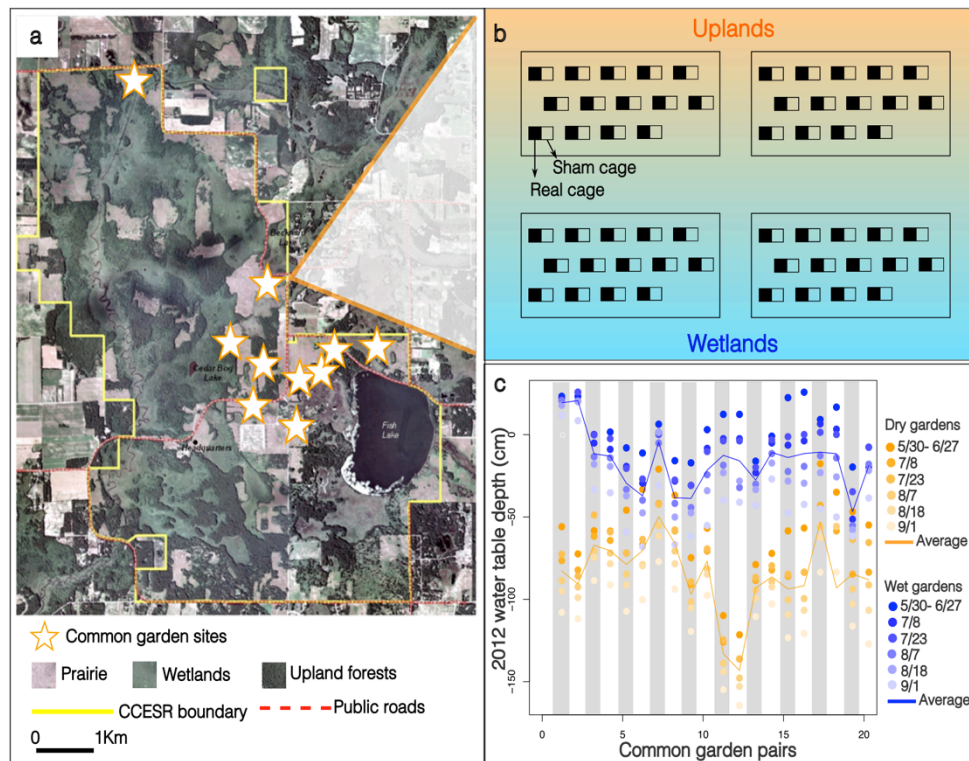 a
Beckman Lake
Cedar Bog
Lake
Headquarters
Fish
Lake
Common garden sites
Prairie
Wetlands
Upland forests
CCESR boundary
Public roads
0
1Km
b
Uplands
Sham cage
Real cage
Wetlands
c
2012 water table depth (cm)
0
−50
−100
−150
0
5
10
15
20
Common garden pairs
Dry gardens
5/30- 6/27
7/8
7/23
8/7
8/18
9/1
Average
Wet gardens
5/30- 6/27
7/8
7/23
8/7
8/18
9/1
Average